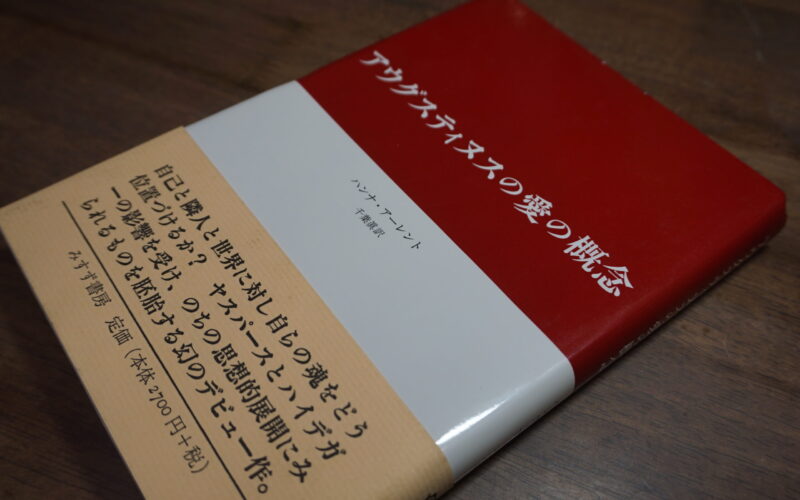 アウグスティヌスの愛の概念
ハンナ・アーレント
千葉眞訳
自己と隣人と世界に対し自らの魂をどう
位置づけるか? ヤスパースとハイデガ
ーの影響を受け、のちの思想的展開にみ
られるものを胚胎する幻のデビュー作。
みすず書房 定価(本体2700円+税)